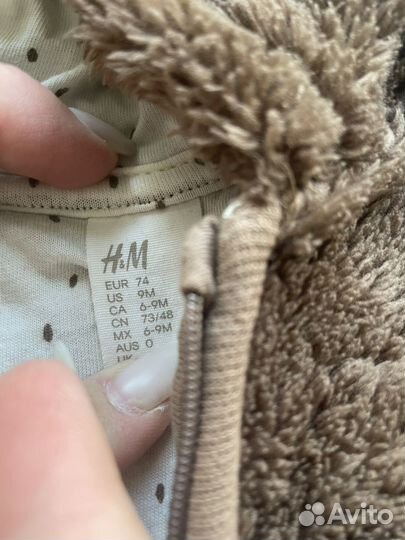 H&M
EUR 74
US 9M
CA 6-9M
CN 73/48
MX 6-9M
AUS 0
Avito